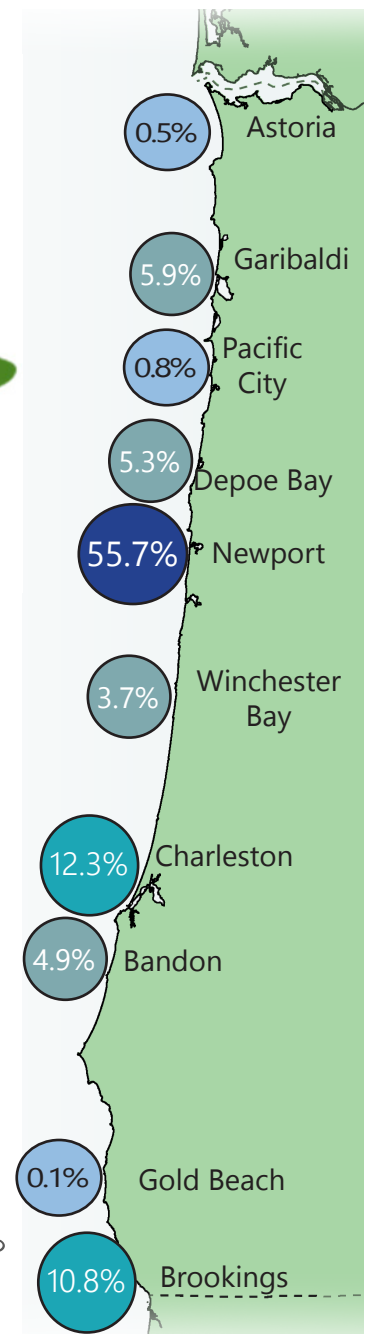 0.5%
Astoria
5.9%
Garibaldi
0.8%
Pacific
City
5.3%
Depoe Bay
55.7%
Newport
3.7%
Winchester
Bay
12.3%
Charleston
4.9%
Bandon
0.1%
Gold Beach
10.8%
Brookings